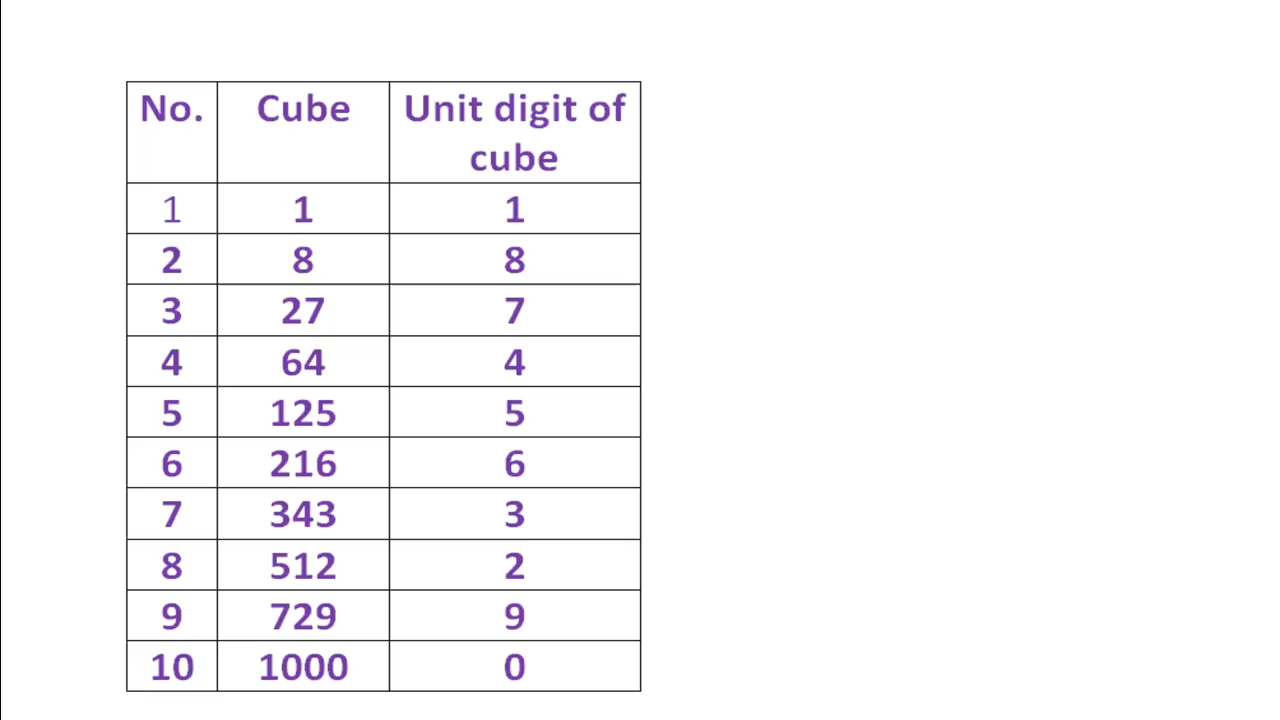 No. Cube Unit digit of
cube
1 1 1
2 8 8
3 27 7
4 64 4
5 125 5
6 216 6
7 343 3
8 512 2
9 729 9
10 1000 0